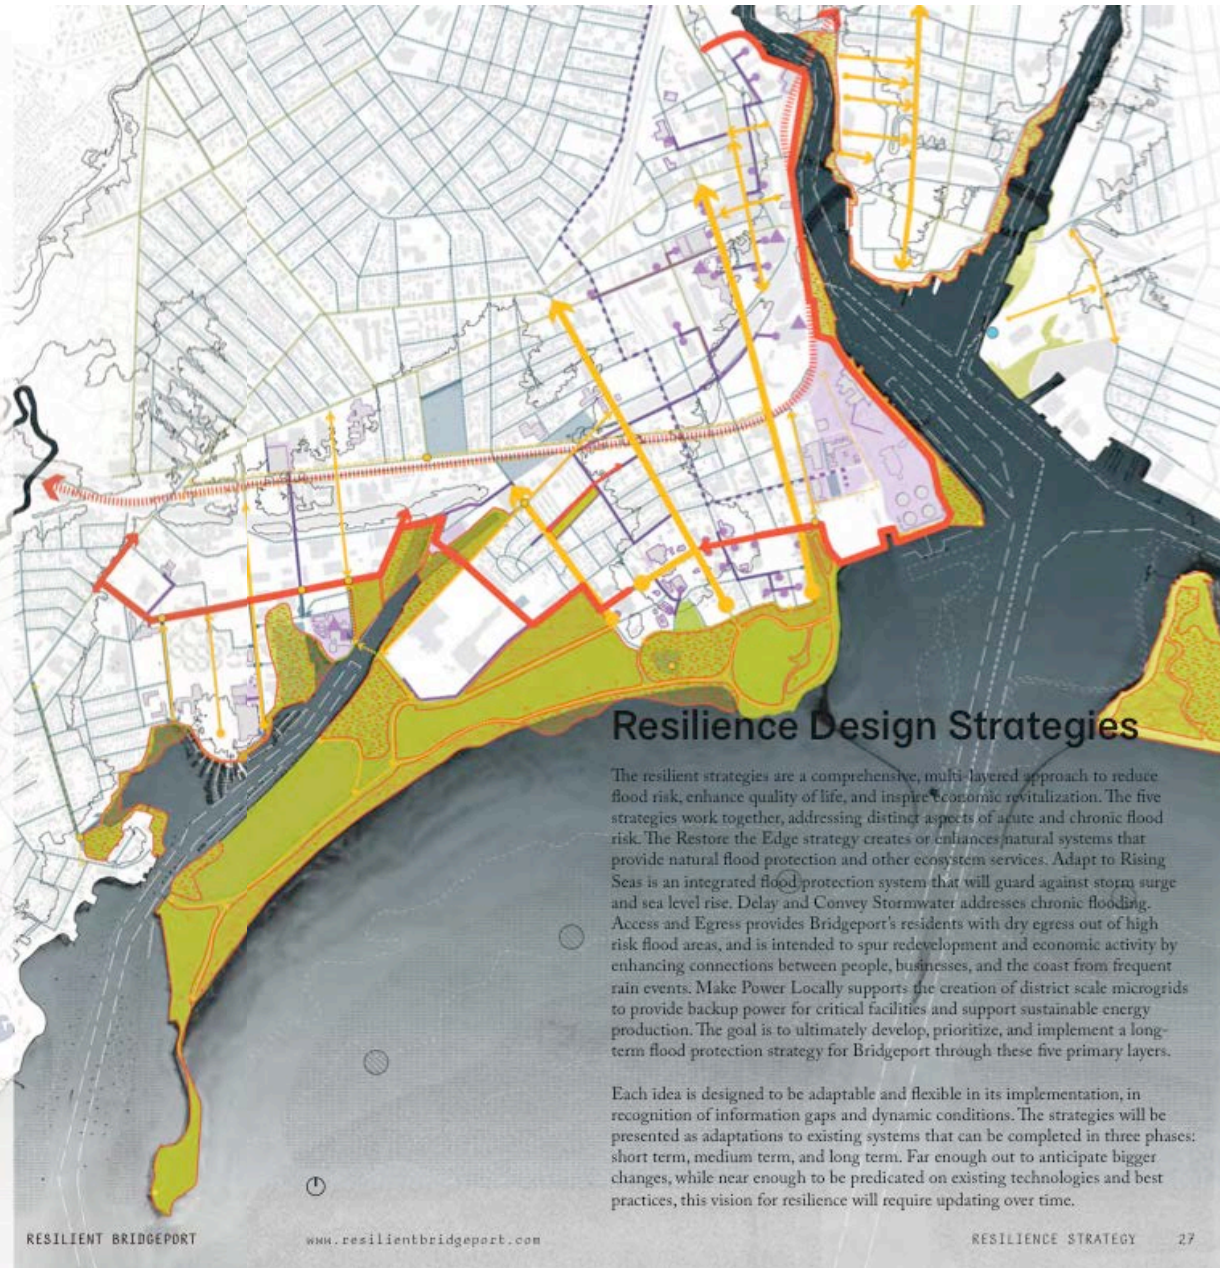 Resilience Design Strategies
The resilient strategies are a comprehensive, multi-layered approach to reduce
flood risk, enhance quality of life, and inspire economic revitalization. The five
strategies work together, addressing distinct aspects of acute and chronic flood
risk. The Restore the Edge strategy creates or enhances natural systems that
provide natural flood protection and other ecosystem services. Adapt to Rising
Seas is an integrated flood protection system that will guard against storm surge
and sea level rise. Delay and Convey Stormwater addresses chronic flooding.
Access and Egress provides Bridgeport's residents with dry egress out of high
risk flood areas, and is intended to spur redevelopment and economic activity by
enhancing connections between people, businesses, and the coast from frequent
rain events. Make Power Locally supports the creation of district scale microgrids
to provide backup power for critical facilities and support sustainable energy
production. The goal is to ultimately develop, prioritize, and implement a long-
term flood protection strategy for Bridgeport through these five primary layers.
Each idea is designed to be adaptable and flexible in its implementation, in
recognition of information gaps and dynamic conditions. The strategies will be
presented as adaptations to existing systems that can be completed in three phases:
short term, medium term, and long term. Far enough out to anticipate bigger
changes, while near enough to be predicated on existing technologies and best
practices, this vision for resilience will require updating over time.
RESILIENT BRIDGEPORT www.resilientbridgeport.com RESILIENCE STRATEGY 27